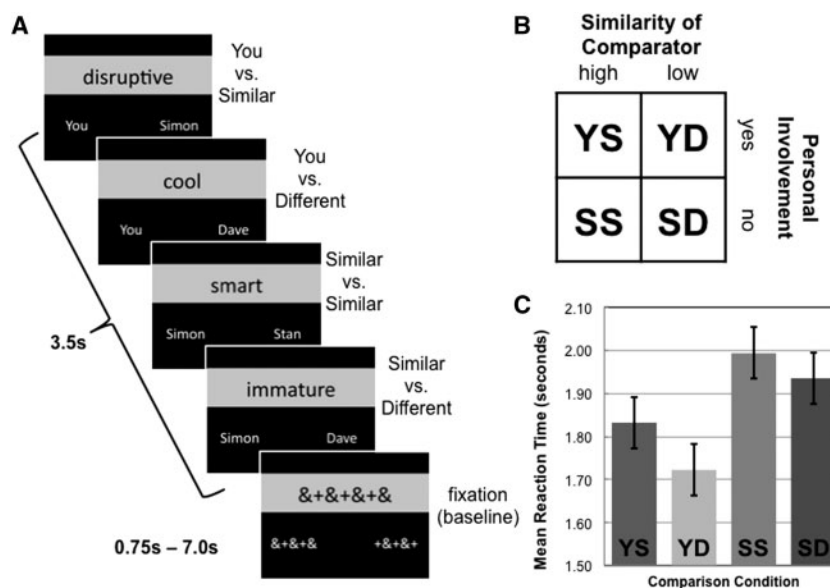 A
disruptive
You Simon
You
vs.
Similar
cool
You Dave
You
vs.
Different
smart
Simon Stan
Similar
vs.
Similar
immature
Simon Dave
Similar
vs.
Different
&+&+&+&
&+&+& +&+&+
fixation
(baseline)
3.5s
0.75s – 7.0s
B
Similarity of
Comparator
high low
YS YD
SS SD
yes
no
Personal
Involvement
C
Mean Reaction Time (seconds)
2.10
2.00
1.90
1.80
1.70
1.60
1.50
YS YD SS SD
Comparison Condition